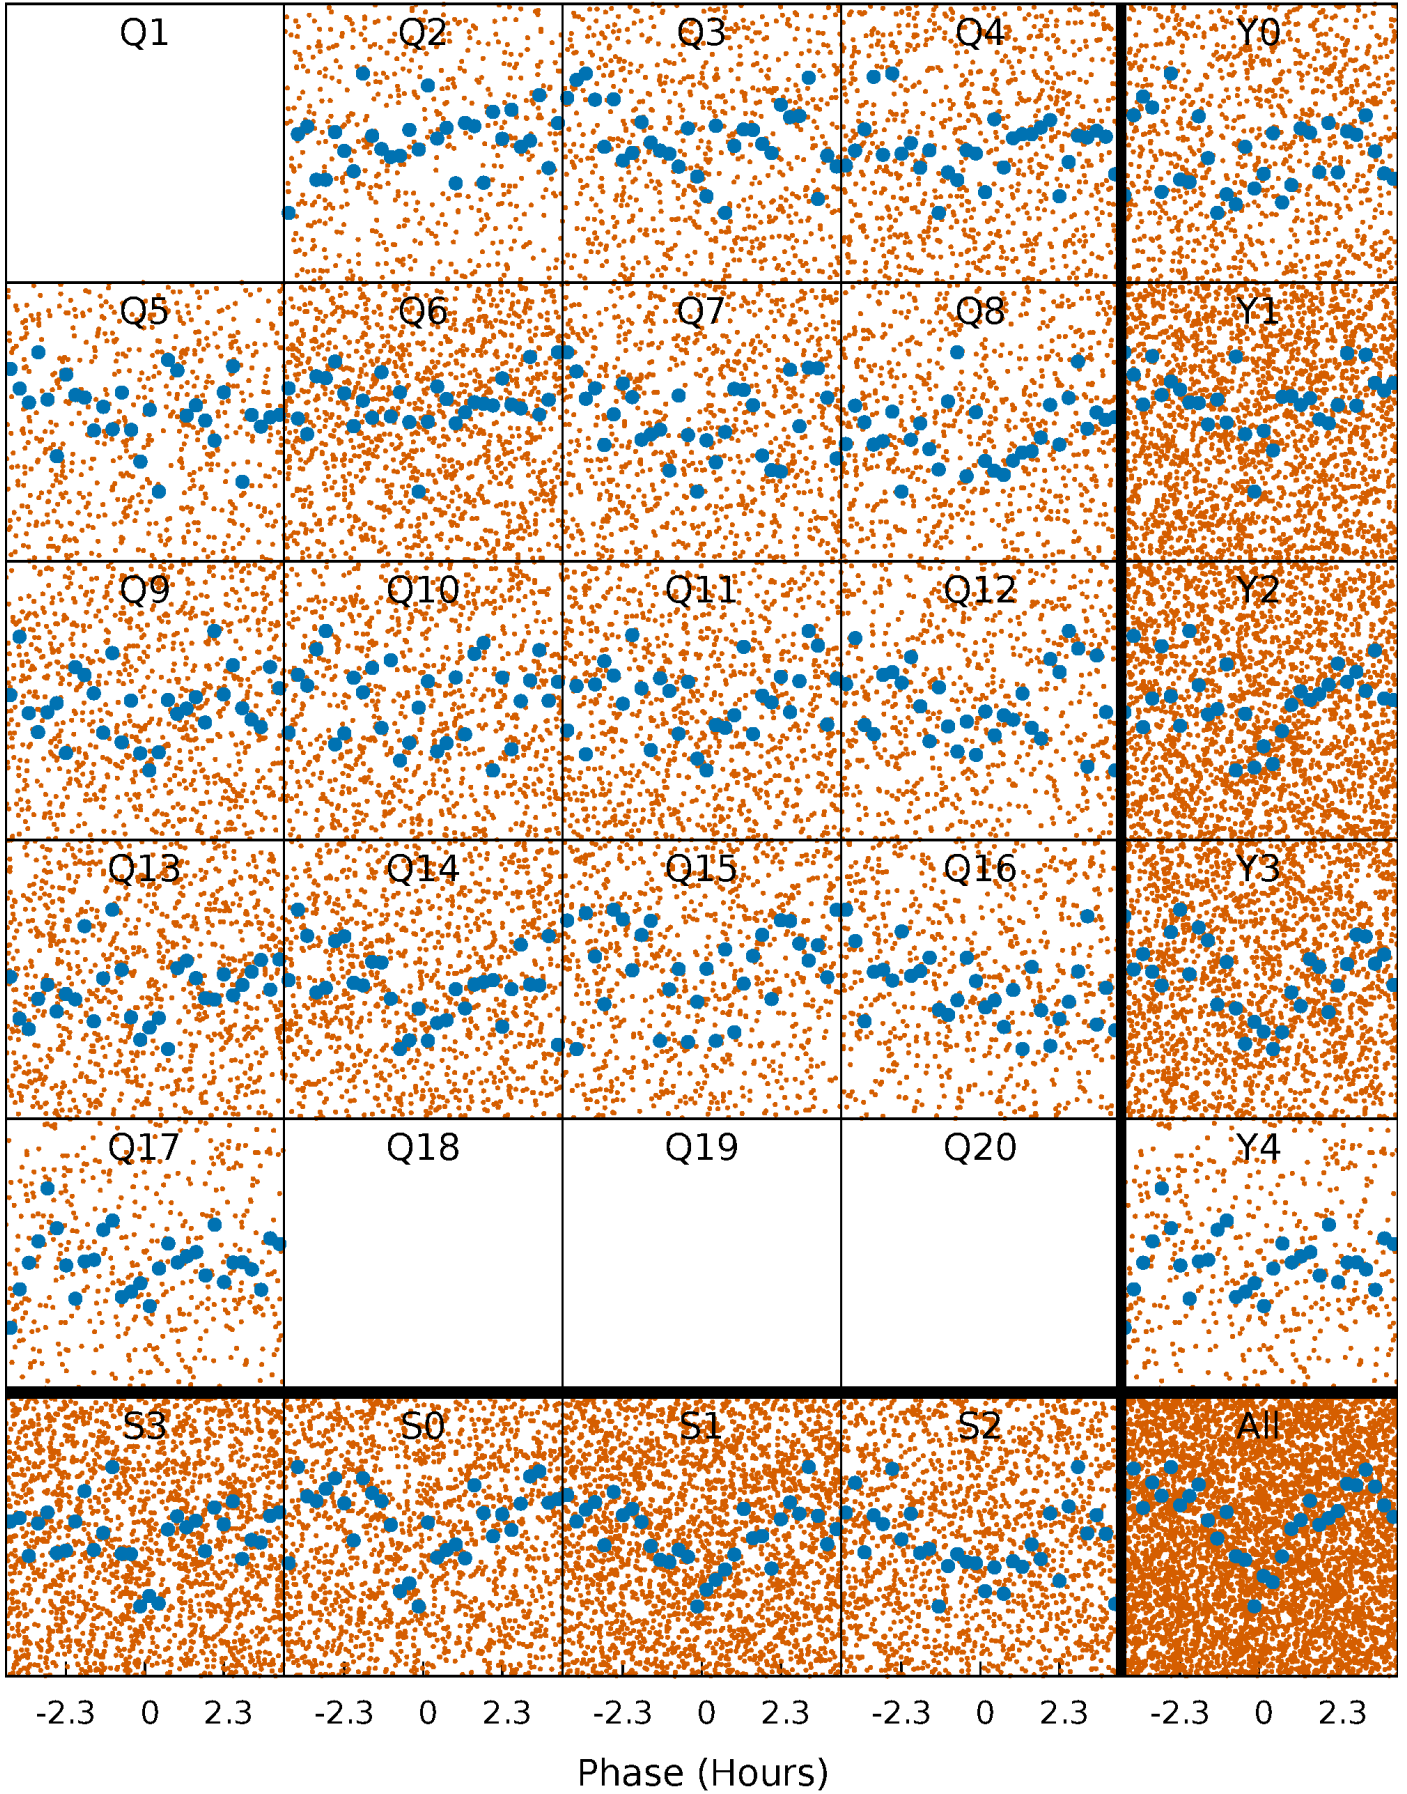 Q1 Q2 Q3 Q4 Y0
Q5 Q6 Q7 Q8 Y1
Q9 Q10 Q11 Q12 Y2
Q13 Q14 Q15 Q16 Y3
Q17 Q18 Q19 Q20 Y4
S3 S0 S1 S2 All
-2.3 0 2.3 -2.3 0 2.3 -2.3 0 2.3 -2.3 0 2.3 -2.3 0 2.3
Phase (Hours)